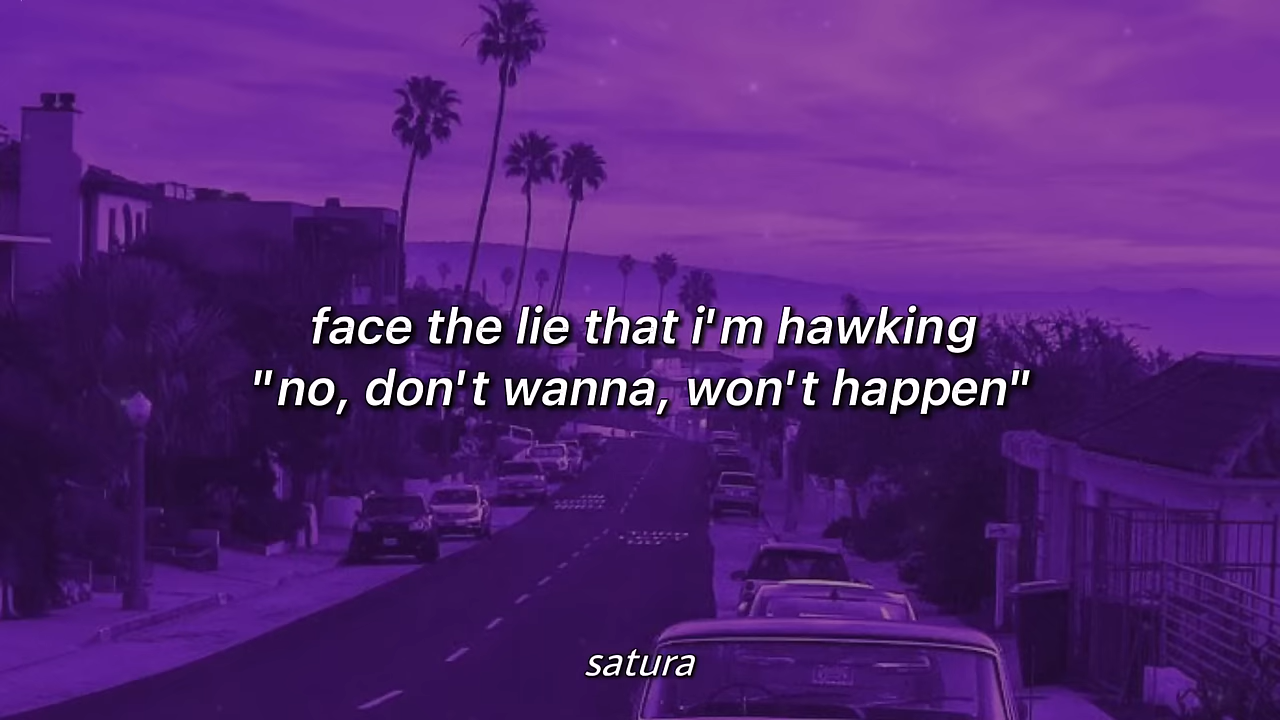 face the lie that i'm hawking
"no, don't wanna, won't happen"
satura